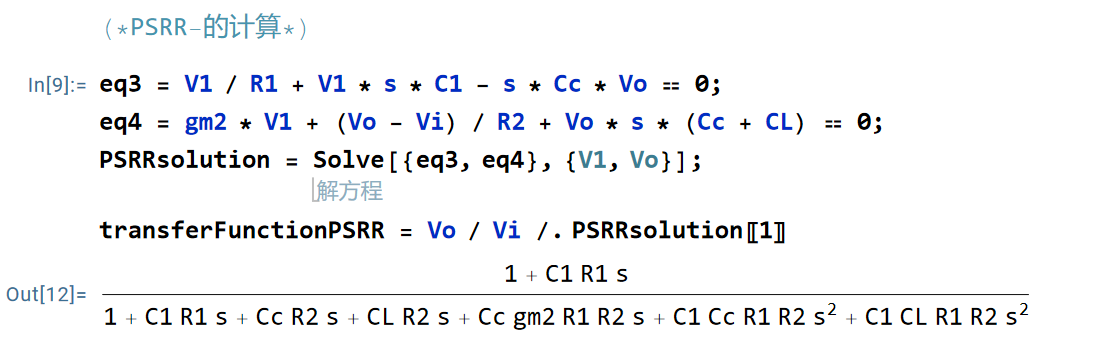 (*PSRR-的计算*)
In[9]:= eq3 = V1 / R1 + V1 * s * C1 - s * Cc * Vo == 0;
eq4 = gm2 * V1 + (Vo - Vi) / R2 + Vo * s * (Cc + CL) == 0;
PSRRsolution = Solve[{eq3, eq4}, {V1, Vo}];
解方程
transferFunctionPSRR = Vo / Vi /. PSRRsolution〚1〛
1 + C1 R1 s
Out[12]=
1 + C1 R1 s + Cc R2 s + CL R2 s + Cc gm2 R1 R2 s + C1 Cc R1 R2 s² + C1 CL R1 R2 s²